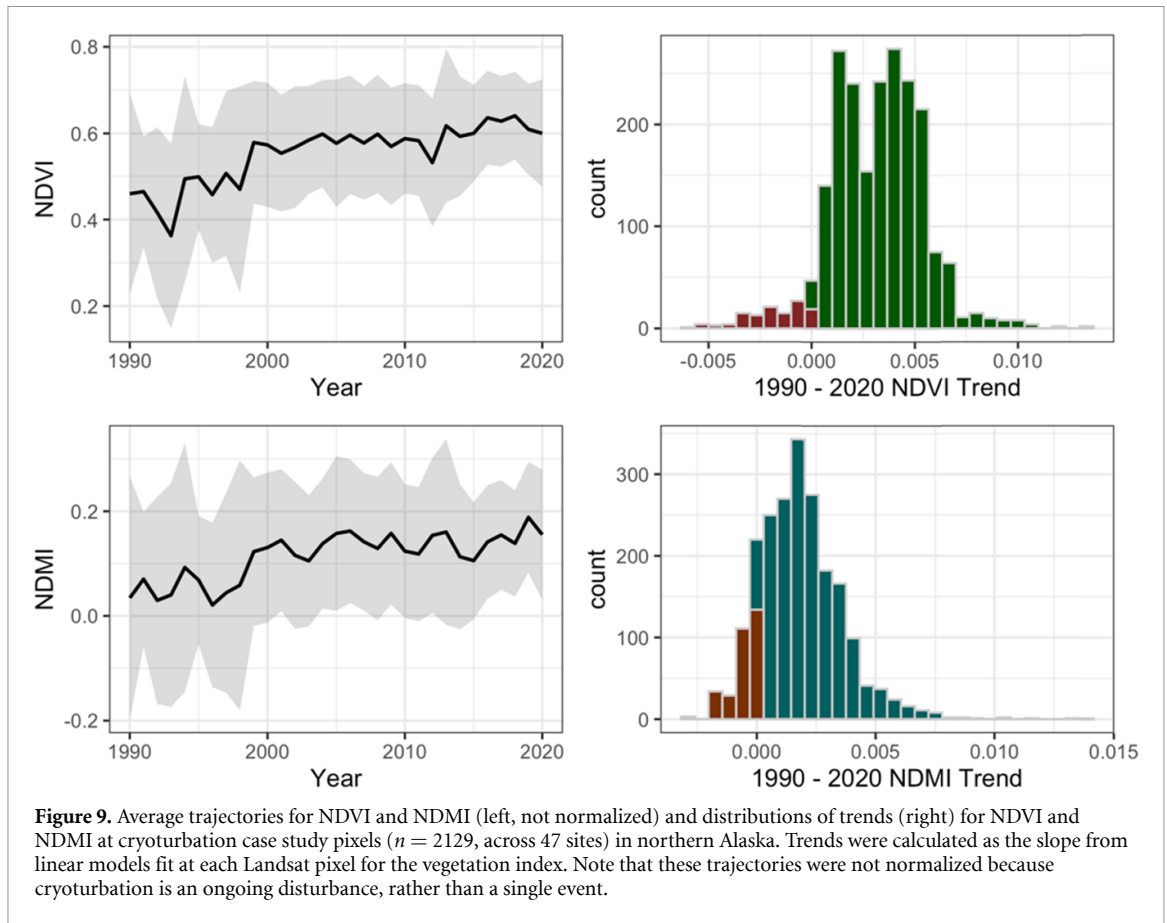 0.8
0.6
0.4
0.2
NDVI
1990
2000
2010
2020
Year
200
100
0
count
-0.005
0.000
0.005
0.010
1990 - 2020 NDVI Trend
0.2
0.0
-0.2
NDMI
1990
2000
2010
2020
Year
300
200
100
0
count
0.000
0.005
0.010
0.015
1990 - 2020 NDMI Trend
Figure 9. Average trajectories for NDVI and NDMI (left, not normalized) and distributions of trends (right) for NDVI and
NDMI at cryoturbation case study pixels (n = 2129, across 47 sites) in northern Alaska. Trends were calculated as the slope from
linear models fit at each Landsat pixel for the vegetation index. Note that these trajectories were not normalized because
cryoturbation is an ongoing disturbance, rather than a single event.